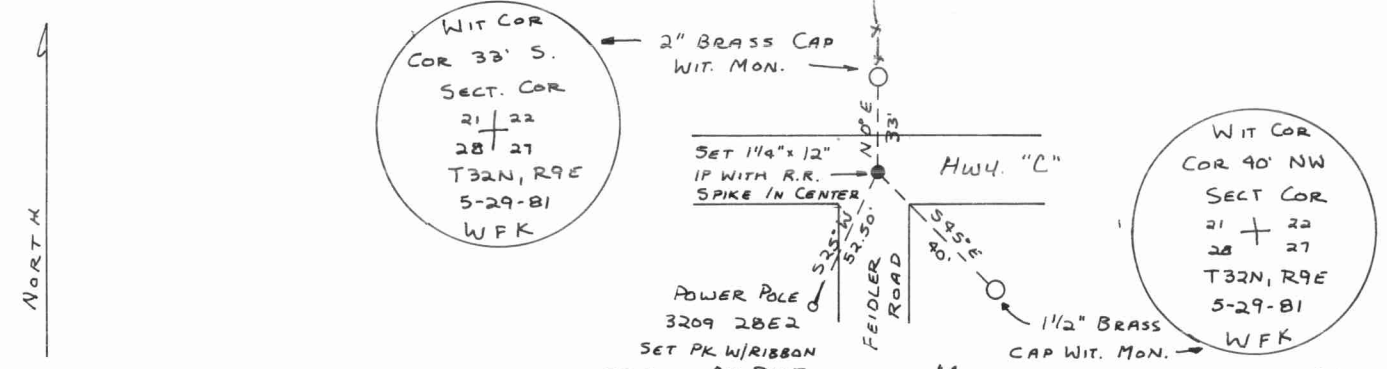 NORTH
WIT COR
COR 33' S.
SECT. COR
21 22
28 27
T32N, R9E
5-29-81
WFK
2" BRASS CAP
WIT. MON.
N 0° E
33'
SET 1¼" x 12"
IP WITH R.R.
SPIKE IN CENTER
HWY. "C"
S25° W
52.50'
S45° E
40'
FEIDLER
ROAD
POWER POLE
3209 28E2
SET PK W/RIBBON
1½" BRASS
CAP WIT. MON.
WIT COR
COR 40' NW
SECT COR
21 22
28 27
T32N, R9E
5-29-81
WFK